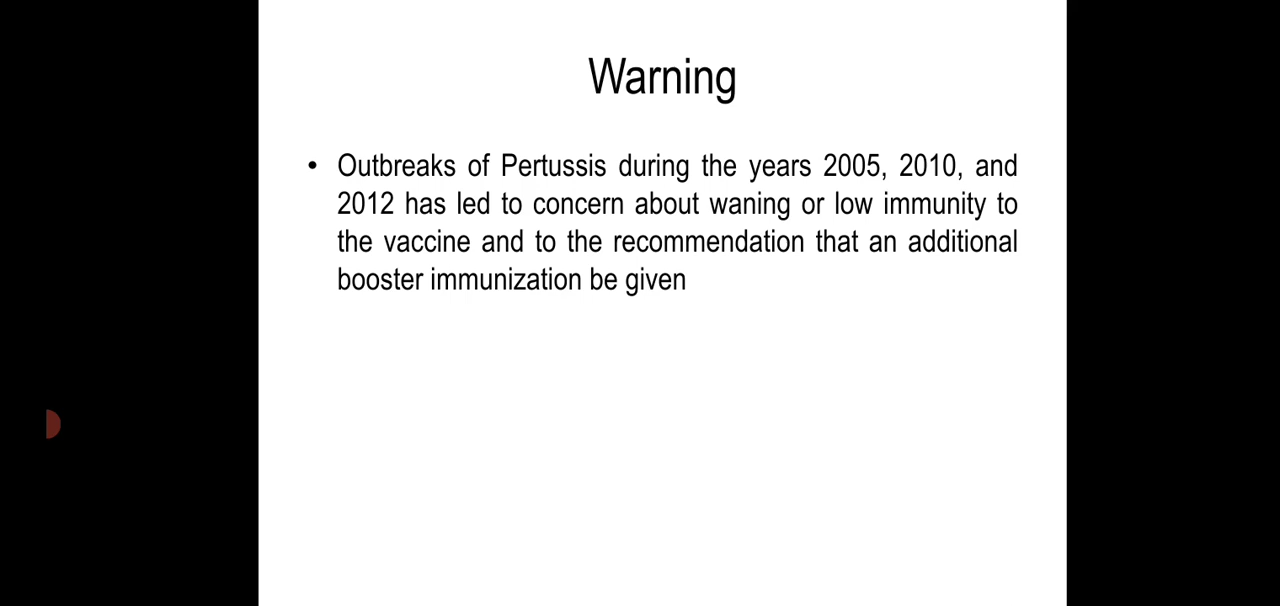 Warning
• Outbreaks of Pertussis during the years 2005, 2010, and
2012 has led to concern about waning or low immunity to
the vaccine and to the recommendation that an additional
booster immunization be given